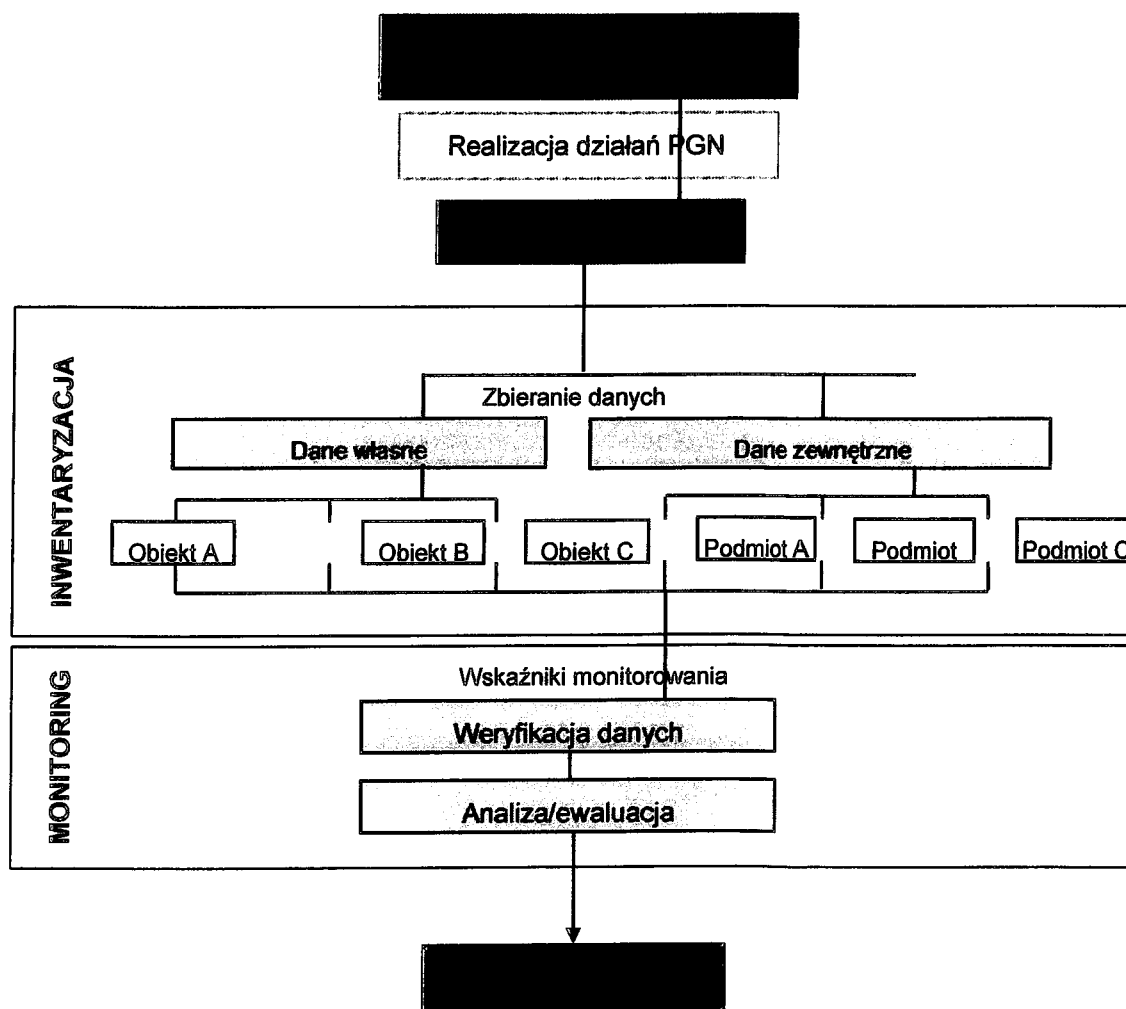 Realizacja działań PGN
INWENTARYZACJA
Zbieranie danych
Dane własne
Dane zewnętrzne
Obiekt A
Obiekt B
Obiekt C
Podmiot A
Podmiot
Podmiot C
MONITORING
Wskaźniki monitorowania
Weryfikacja danych
Analiza/ewaluacja